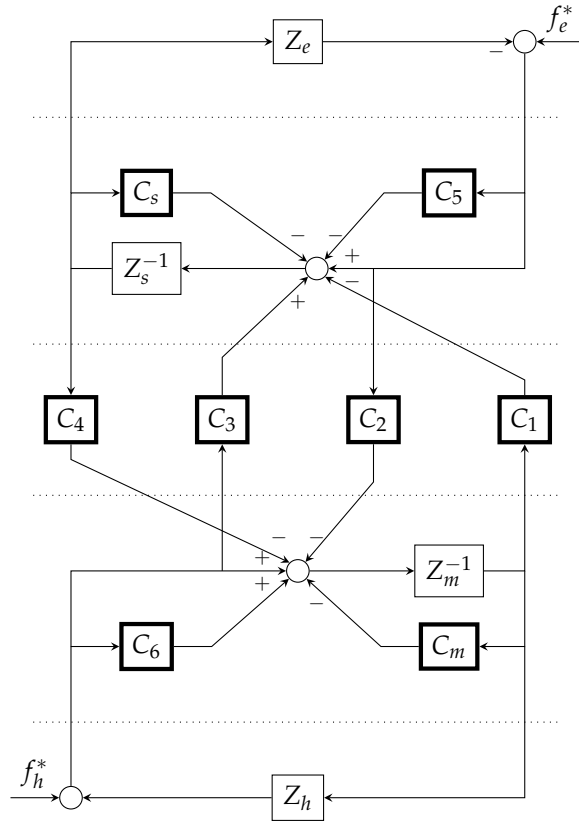 Z_e
f_e^*
−
C_s
C_5
− − +
Z_s^{-1}
−
+
C_4
C_3
C_2
C_1
− −
+
+
Z_m^{-1}
−
C_6
C_m
f_h^*
Z_h